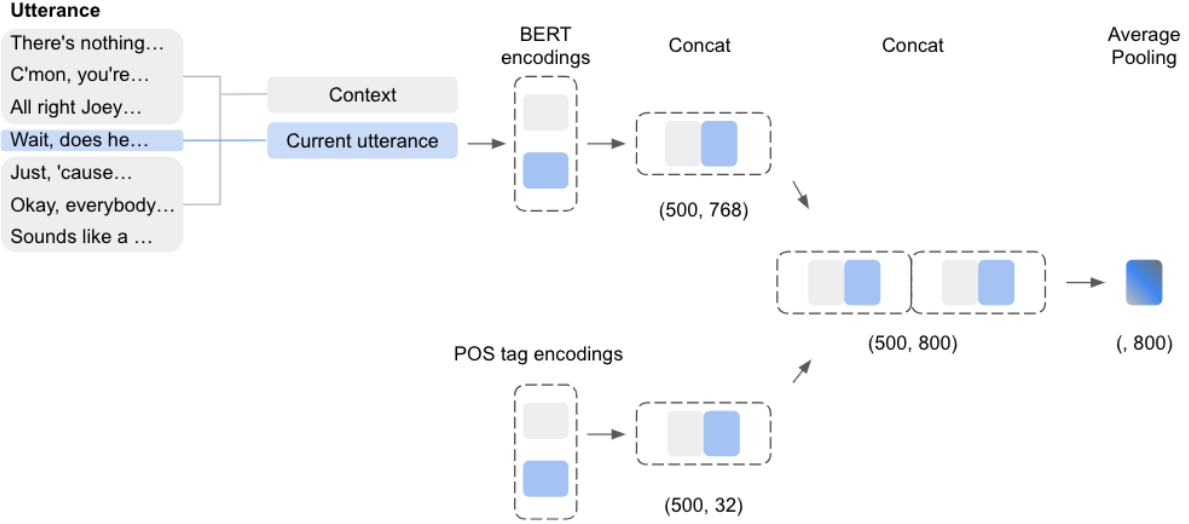 Utterance
There's nothing…
C'mon, you're…
All right Joey…
Wait, does he…
Just, 'cause…
Okay, everybody…
Sounds like a …
Context
Current utterance
BERT
encodings
Concat
(500, 768)
POS tag encodings
(500, 32)
Concat
(500, 800)
Average
Pooling
(, 800)